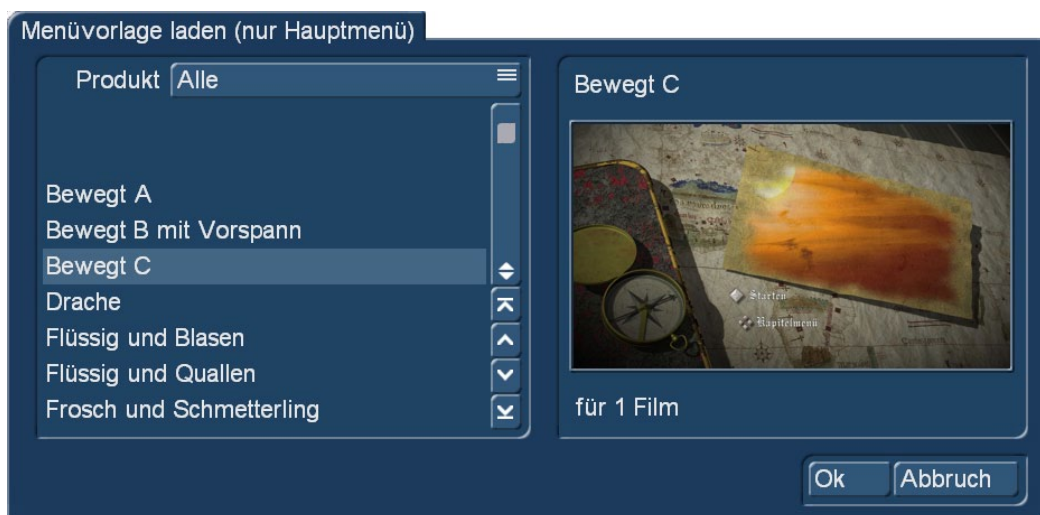 Menüvorlage laden (nur Hauptmenü)
Produkt Alle
Bewegt A
Bewegt B mit Vorspann
Bewegt C
Drache
Flüssig und Blasen
Flüssig und Quallen
Frosch und Schmetterling
Bewegt C
Starten
Kapitelmenü
für 1 Film
Ok
Abbruch